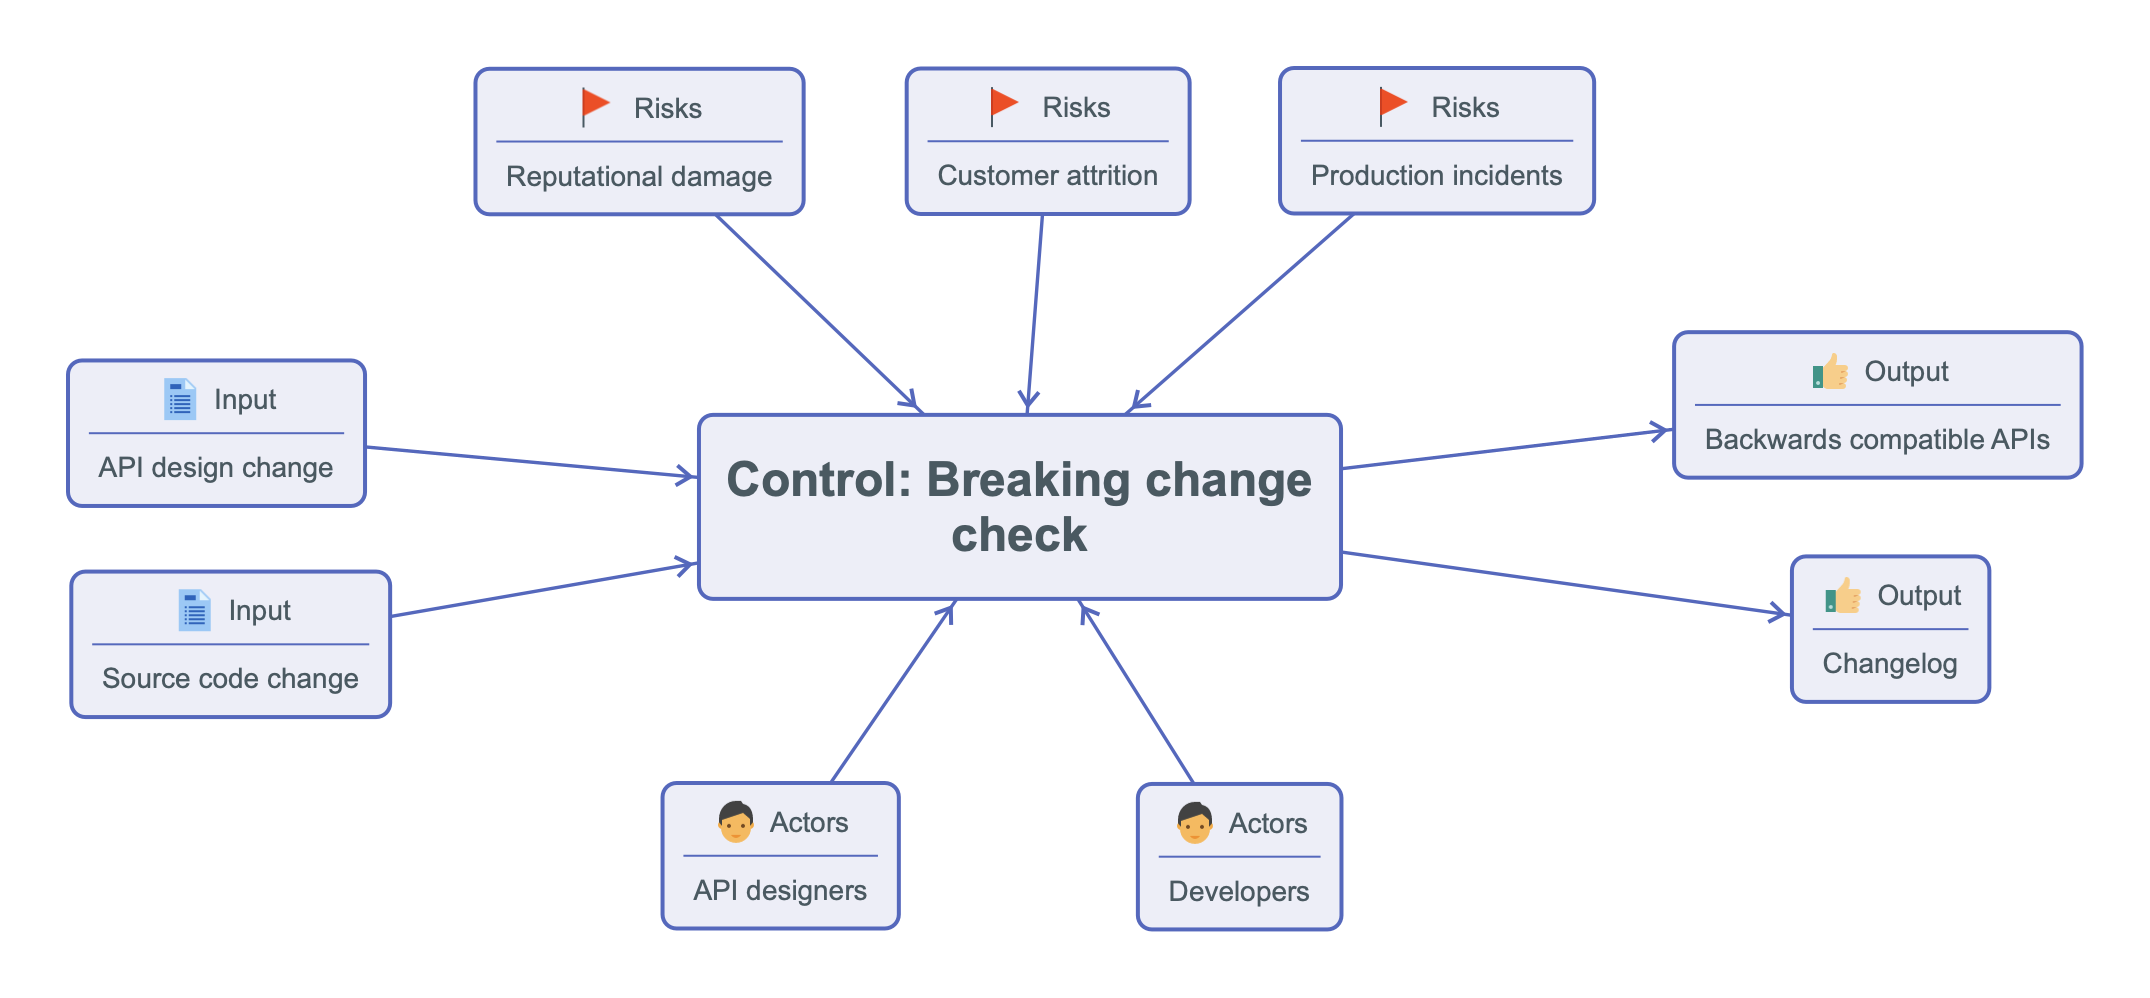 Risks
Reputational damage
Risks
Customer attrition
Risks
Production incidents
Input
API design change
Input
Source code change
Control: Breaking change
check
Output
Backwards compatible APIs
Output
Changelog
Actors
API designers
Actors
Developers